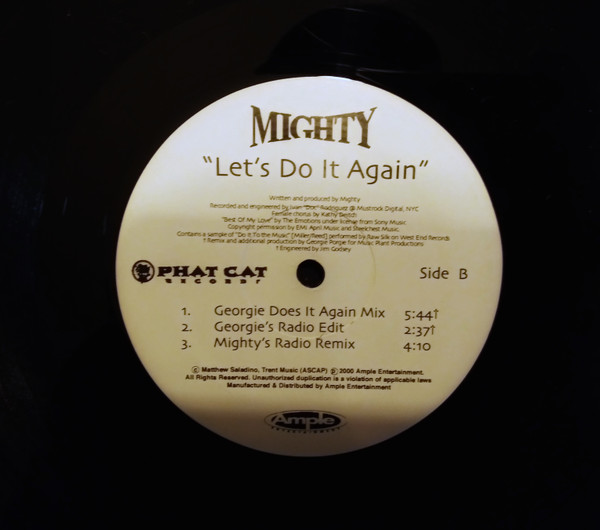 MIGHTY
"Let's Do It Again"
Written and produced by Mighty
Recorded and engineered by Ivan "Doc" Rodriguez @ Mustrock Digital, NYC
Female chorus by Kathy
"Best Of My Love" by The Emotions under license from Sony Music
Copyright permission by EMI April Music and Steelchest Music.
Contains a sample of "Do It To the Music" [Miller/Reed] performed by Raw Silk on West End Records
† Remix and additional production by Georgie Porgie for Music Plant Productions
† Engineered by Jim
PHAT CAT
RECORDS
Side B
1. Georgie Does It Again Mix 5:44†
2. Georgie's Radio Edit 2:37†
3. Mighty's Radio Remix 4:10
© Matthew Saladino, Trent Music (ASCAP) ℗ 2000 Ample Entertainment.
All Rights Reserved. Unauthorized duplication is a violation of applicable laws
Manufactured & Distributed by Ample Entertainment
Ample
ENTERTAINMENT